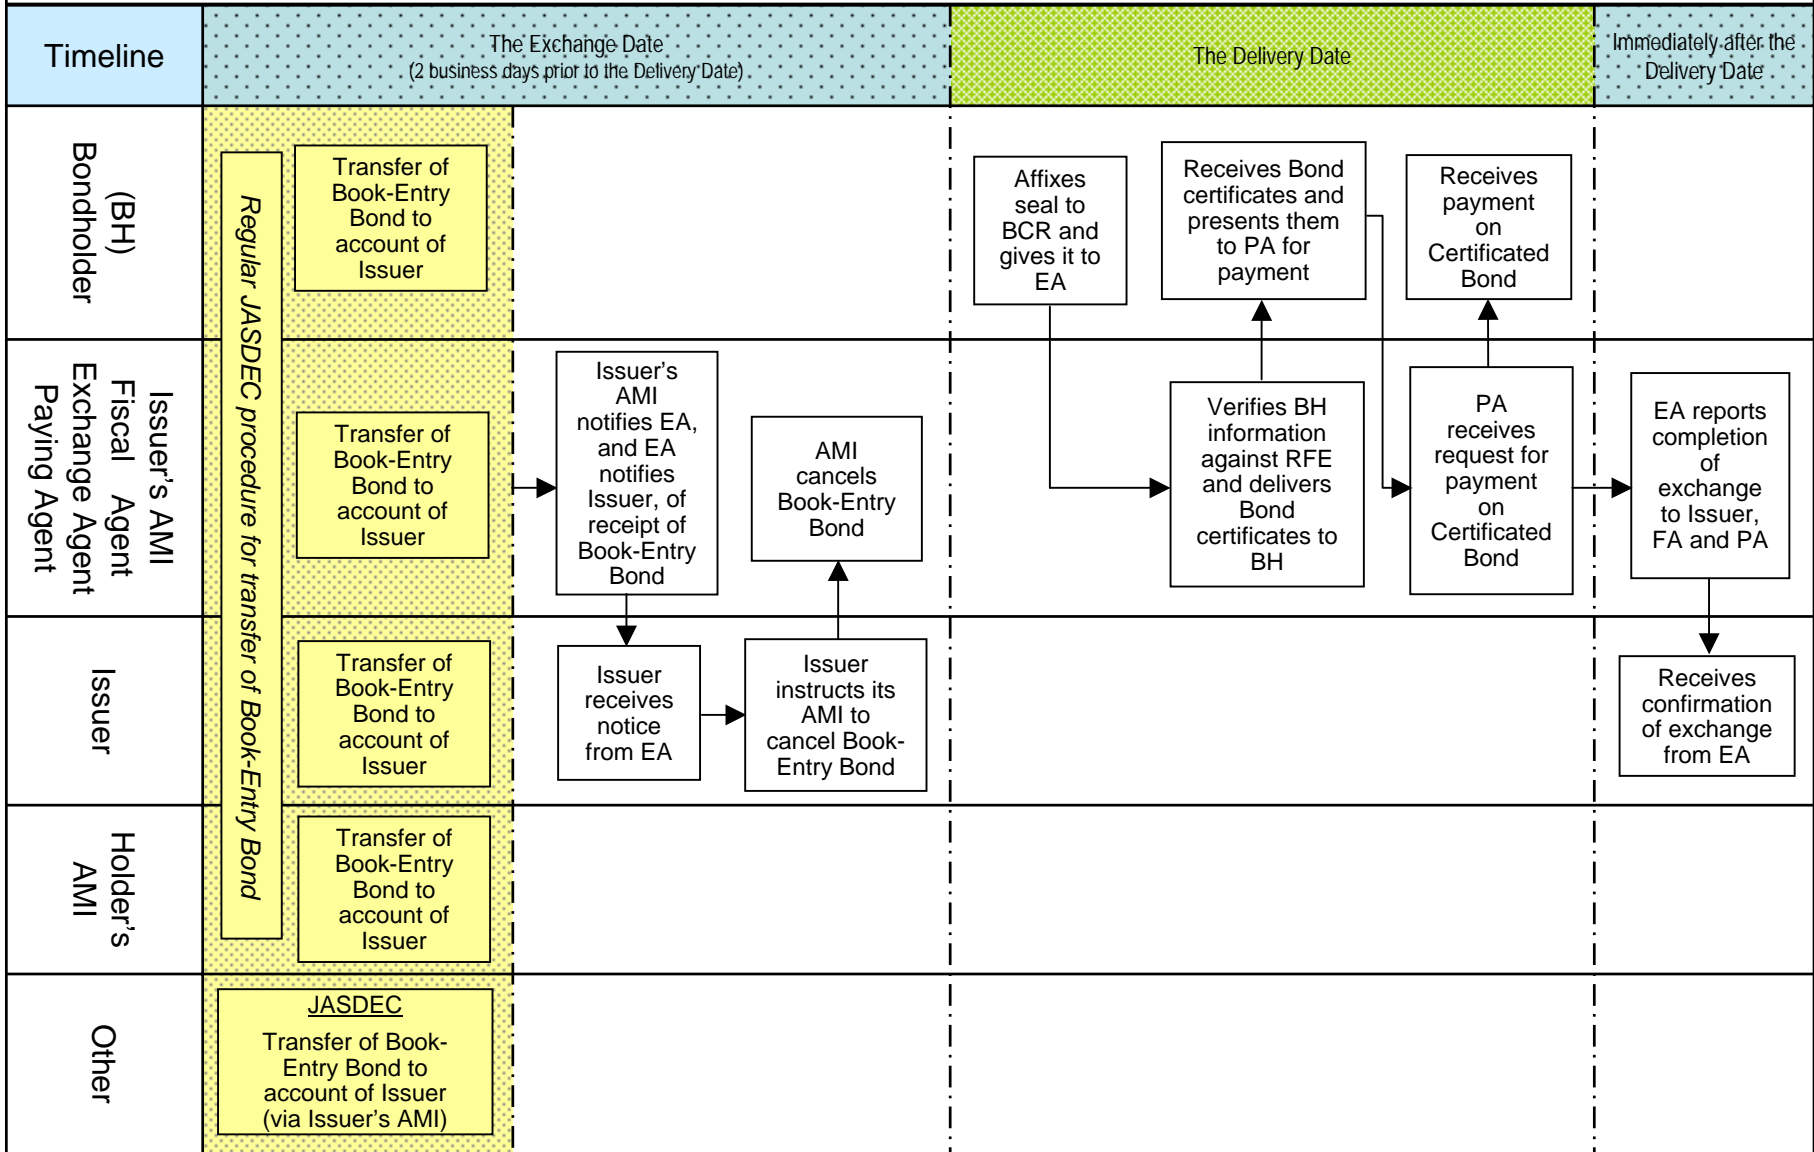 Timeline
The Exchange Date
(2 business days prior to the Delivery Date)
The Delivery Date
Immediately after the
Delivery Date
Bondholder
(BH)
Regular JASDEC procedure for transfer of Book-Entry Bond
Transfer of
Book-Entry
Bond to
account of
Issuer
Affixes
seal to
BCR and
gives it to
EA
Receives Bond
certificates and
presents them
to PA for
payment
Receives
payment
on
Certificated
Bond
Issuer's AMI
Fiscal Agent
Exchange Agent
Paying Agent
Transfer of
Book-Entry
Bond to
account of
Issuer
Issuer's
AMI
notifies EA,
and EA
notifies
Issuer, of
receipt of
Book-Entry
Bond
AMI
cancels
Book-Entry
Bond
Verifies BH
information
against RFE
and delivers
Bond
certificates to
BH
PA
receives
request for
payment
on
Certificated
Bond
EA reports
completion
of
exchange
to Issuer,
FA and PA
Issuer
Transfer of
Book-Entry
Bond to
account of
Issuer
Issuer
receives
notice
from EA
Issuer
instructs its
AMI to
cancel Book-
Entry Bond
Receives
confirmation
of exchange
from EA
Holder's
AMI
Transfer of
Book-Entry
Bond to
account of
Issuer
Other
JASDEC
Transfer of Book-
Entry Bond to
account of Issuer
(via Issuer's AMI)